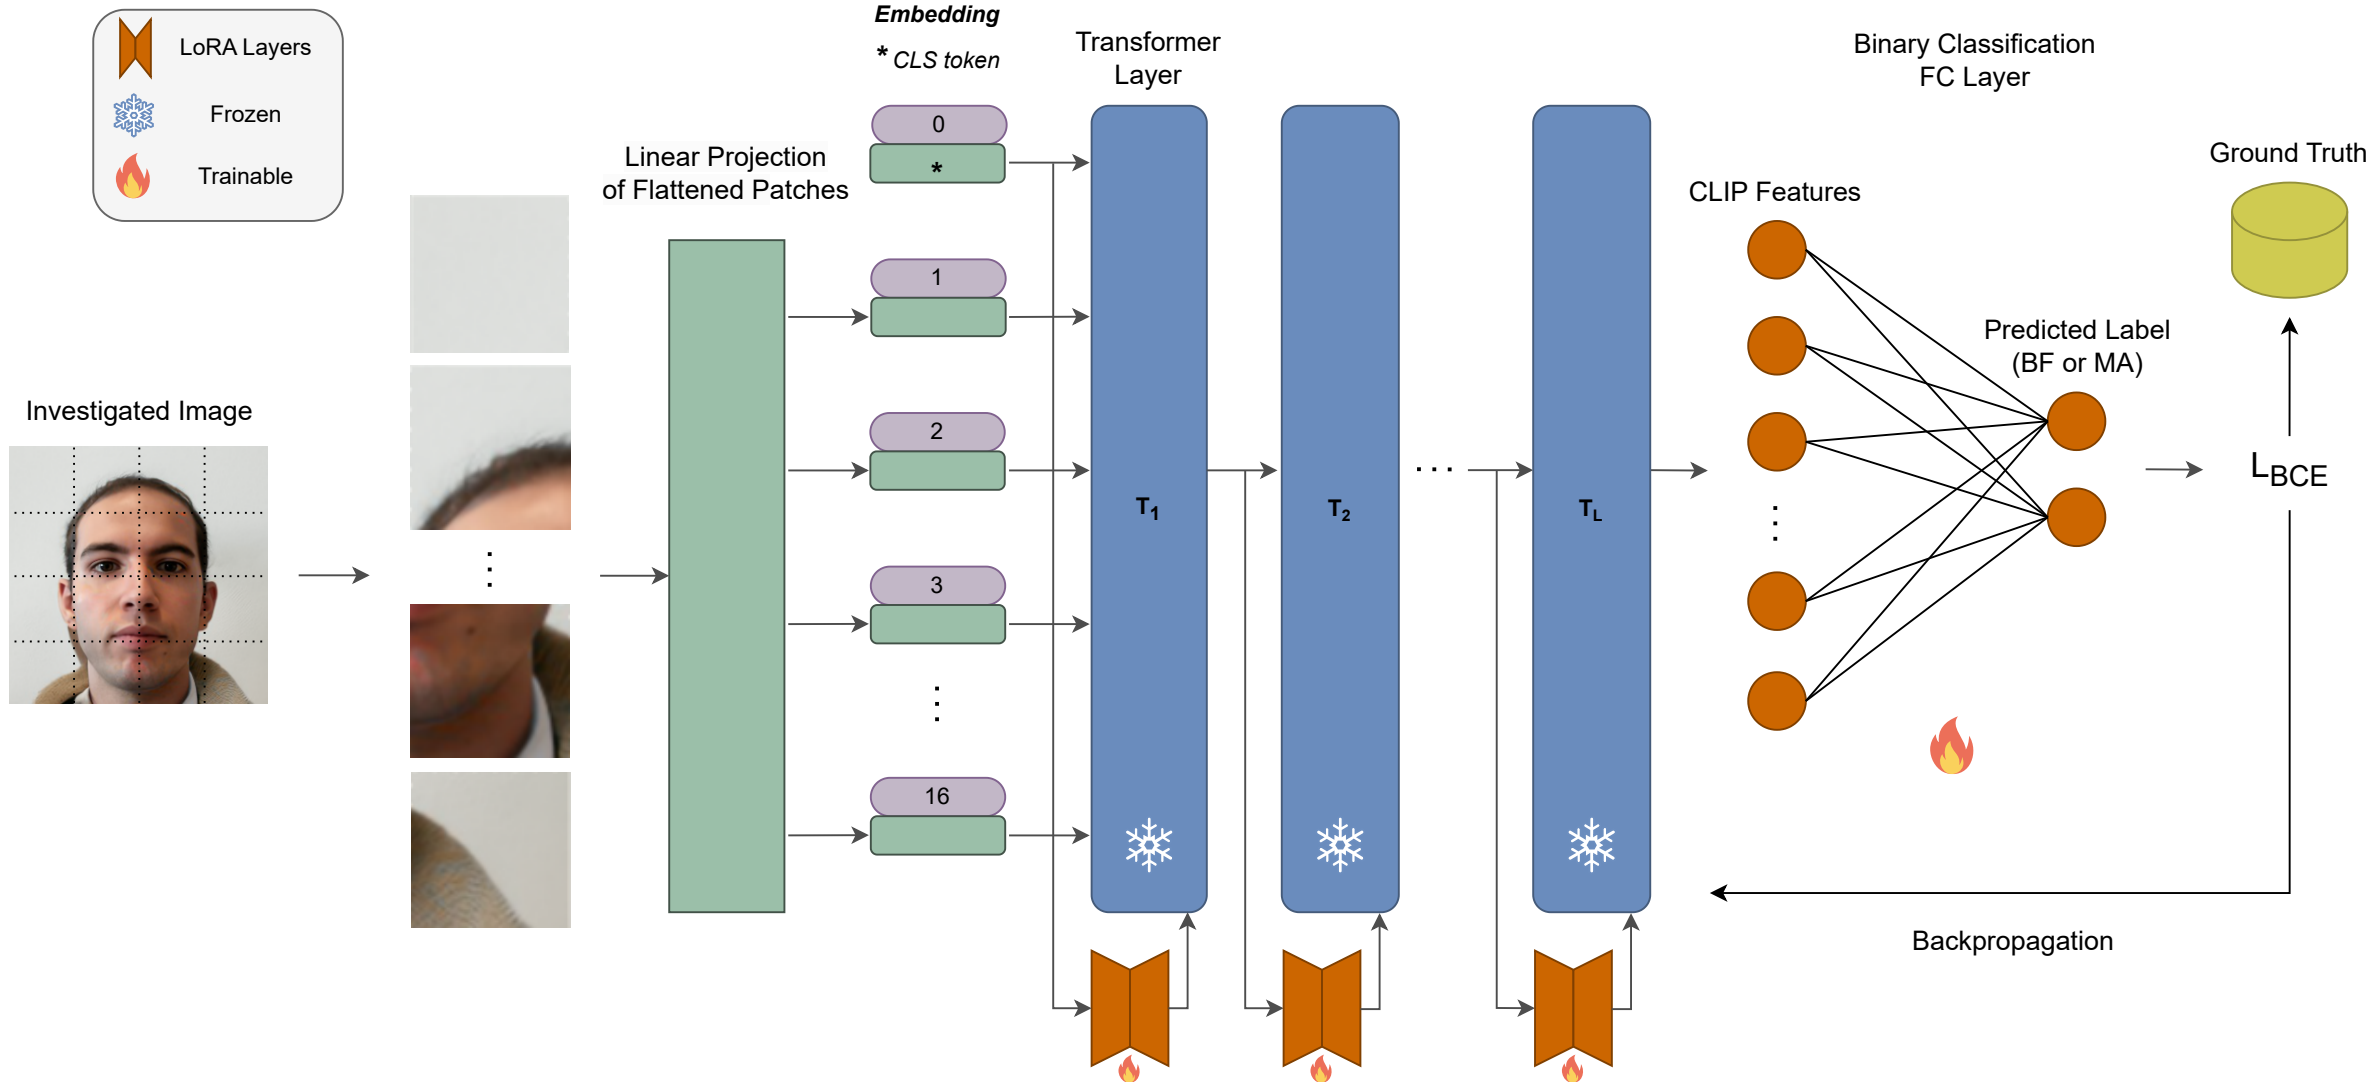 LoRA Layers
Frozen
Trainable
Investigated Image
Linear Projection
of Flattened Patches
Embedding
* CLS token
0
*
1
2
3
16
Transformer
Layer
T1
T2
...
TL
CLIP Features
Binary Classification
FC Layer
Predicted Label
(BF or MA)
Ground Truth
LBCE
Backpropagation